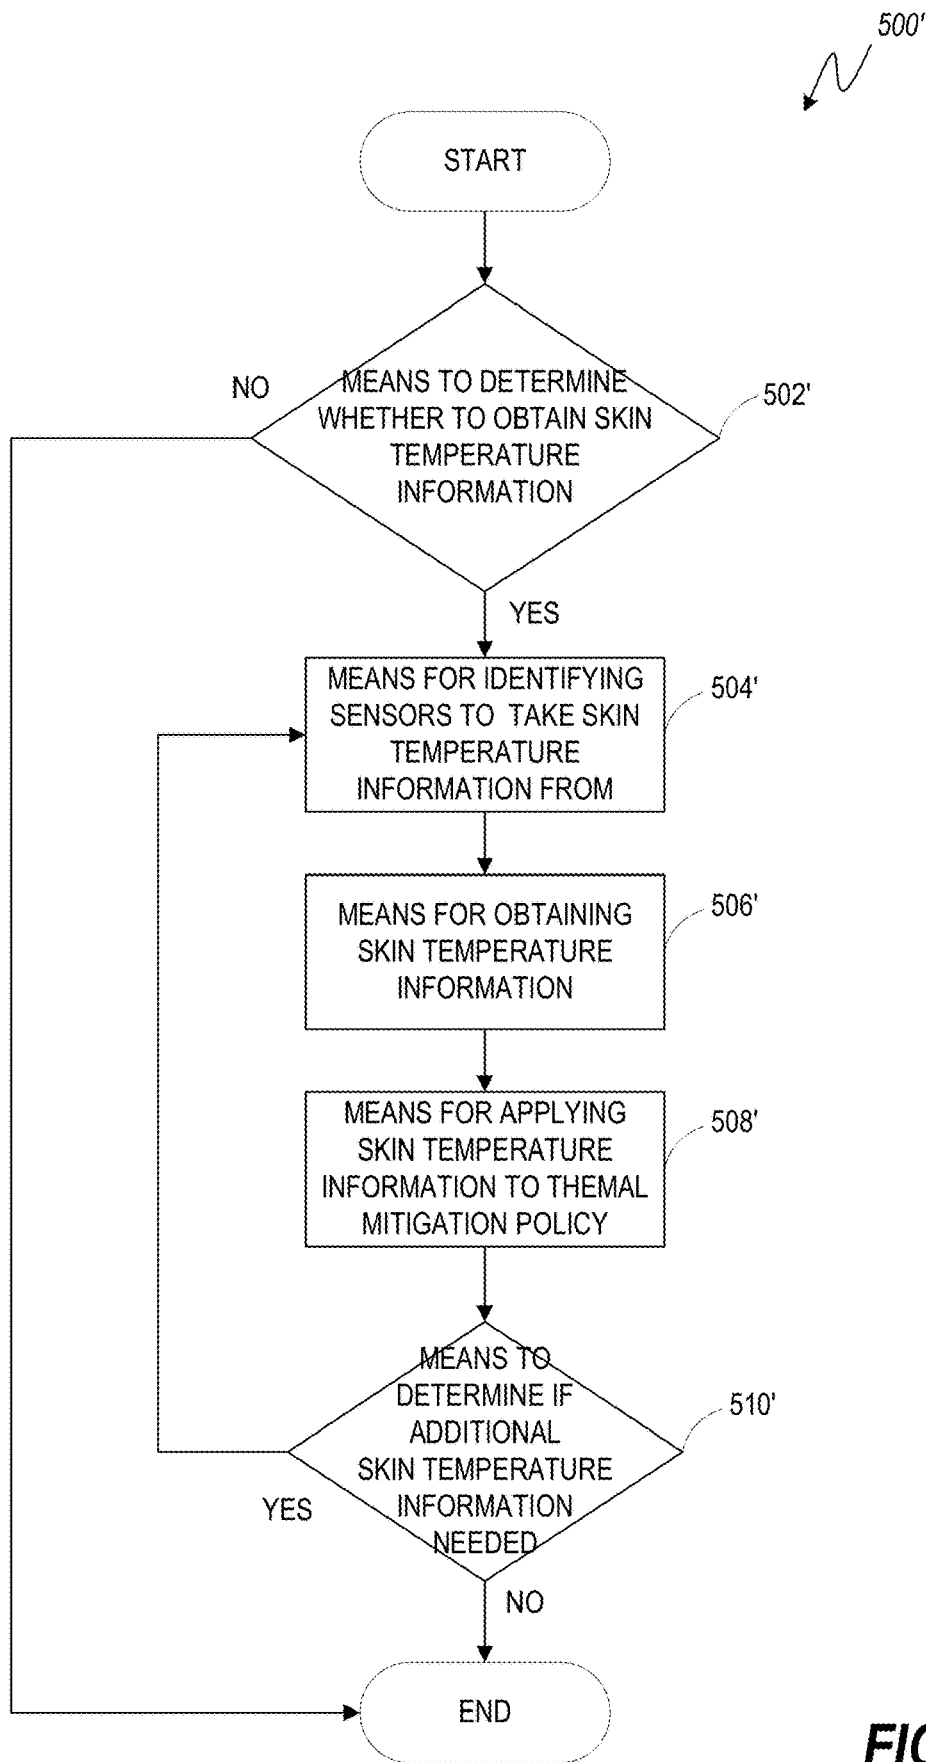 500'
START
NO
MEANS TO DETERMINE
WHETHER TO OBTAIN SKIN
TEMPERATURE
INFORMATION
502'
YES
MEANS FOR IDENTIFYING
SENSORS TO TAKE SKIN
TEMPERATURE
INFORMATION FROM
504'
MEANS FOR OBTAINING
SKIN TEMPERATURE
INFORMATION
506'
MEANS FOR APPLYING
SKIN TEMPERATURE
INFORMATION TO THEMAL
MITIGATION POLICY
508'
MEANS TO
DETERMINE IF
ADDITIONAL
SKIN TEMPERATURE
INFORMATION
NEEDED
510'
YES
NO
END
FIG